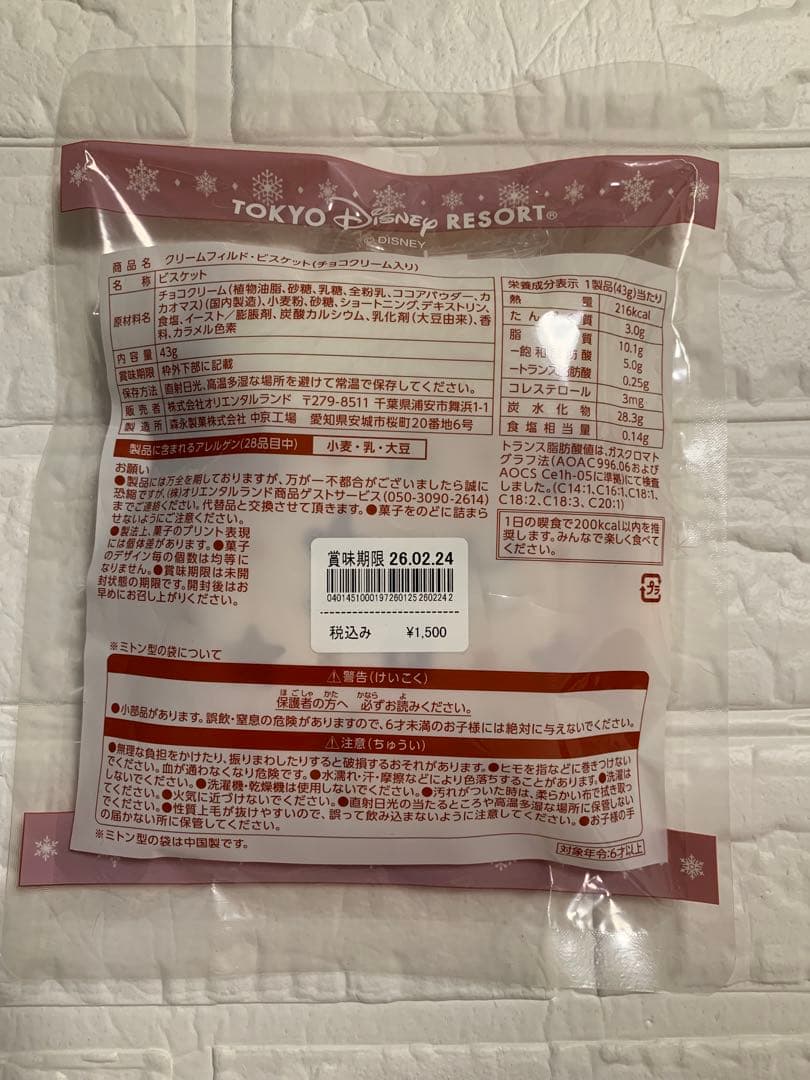 TOKYO DISNEY RESORT®
© DISNEY
商品名 クリームフィルド・ビスケット(チョコクリーム入り)
名称 ビスケット
原材料名 チョコクリーム(植物油脂、砂糖、乳糖、全粉乳、ココアパウダー、カ
カオマス)(国内製造)、小麦粉、砂糖、ショートニング、デキストリン、
食塩、イースト/膨脹剤、炭酸カルシウム、乳化剤(大豆由来)、香
料、カラメル色素
内容量 43g
賞味期限 枠外下部に記載
保存方法 直射日光、高温多湿な場所を避けて常温で保存してください。
販売者 株式会社オリエンタルランド 〒279-8511 千葉県浦安市舞浜1-1
製造所 森永製菓株式会社 中京工場 愛知県安城市桜町20番地6号
栄養成分表示 1製品(43g)当たり
熱量 216kcal
たんぱく質 3.0g
脂質 10.1g
-飽和脂肪酸 5.0g
-トランス脂肪酸 0.25g
コレステロール 3mg
炭水化物 28.3g
食塩相当量 0.14g
トランス脂肪酸値は、ガスクロマト
グラフ法(AOAC996.06および
AOCS Ce1h-05に準拠)にて検査
しました。(C14:1、C16:1、C18:1、
C18:2、C18:3、C20:1)
1日の喫食で200kcal以内を推
奨します。みんなで楽しく食べて
ください。
製品に含まれるアレルゲン(28品目中) 小麦・乳・大豆
お願い
●製品には万全を期しておりますが、万が一不都合がございましたら誠に
恐縮ですが、(株)オリエンタルランド商品ゲストサービス(050-3090-2614)
までご連絡ください。代替品と交換させて頂きます。●菓子をのどに詰まら
せないようにご注意ください。
●製法上、菓子のプリント表現
には個体差があります。●菓子
のデザイン毎の個数は均等に
なりません。●賞味期限は未開
封状態の期限です。開封後はお
早めにお召し上がりください。
賞味期限 26.02.24
0401451000197260125 260224 2
税込み ¥1,500
プラ
※ミトン型の袋について
⚠警告(けいこく)
ほごしゃ かた かなら よ
保護者の方へ 必ずお読みください。
●小部品があります。誤飲・窒息の危険がありますので、6才未満のお子様には絶対に与えないでください。
⚠注意(ちゅうい)
●無理な負担をかけたり、振りまわしたりすると破損するおそれがあります。●ヒモを指などに巻きつけない
でください。血が通わなくなり危険です。●水濡れ・汗・摩擦などにより色落ちすることがあります。●洗濯は
しないでください。●洗濯機・乾燥機は使用しないでください。●汚れがついた時は、柔らかい布で拭き取っ
てください。●火気に近づけないでください。●直射日光の当たるところや高温多湿な場所に保管しない
でください。●性質上毛が抜けやすいので、誤って飲み込まないように注意してください。●お子様の手
の届かない所に保管してください。
※ミトン型の袋は中国製です。
対象年令:6才以上